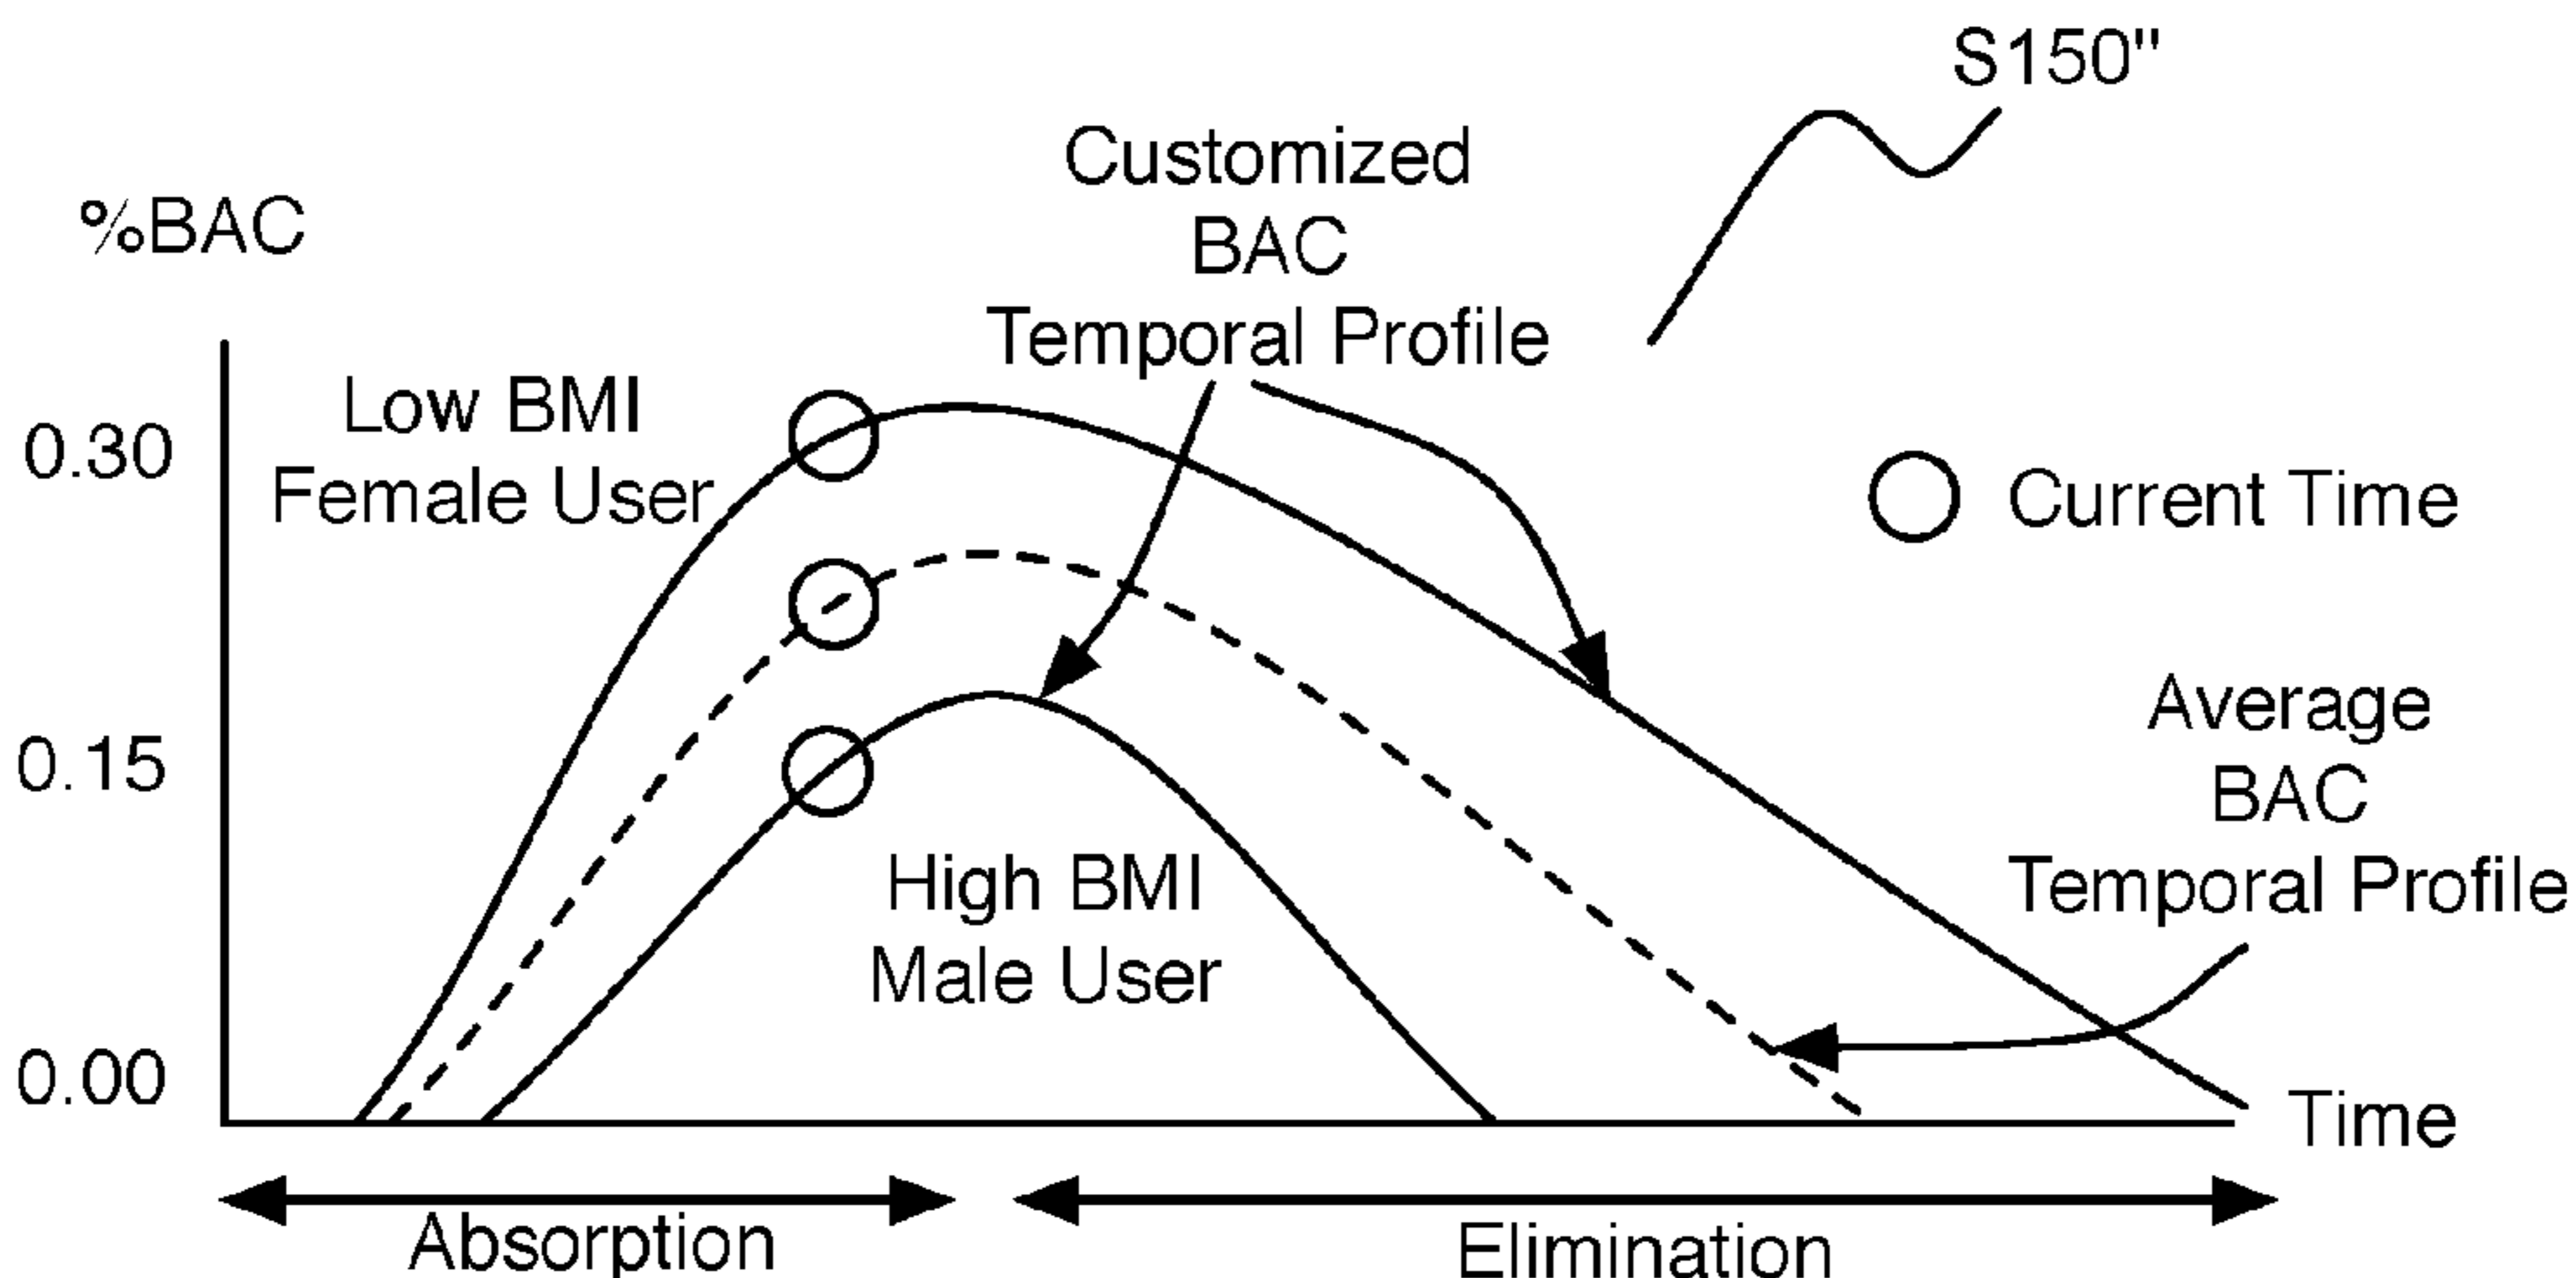 S150"
Customized
BAC
Temporal Profile
%BAC
Low BMI
Female User
0.30
Current Time
Average
BAC
Temporal Profile
0.15
High BMI
Male User
0.00
Time
Absorption
Elimination